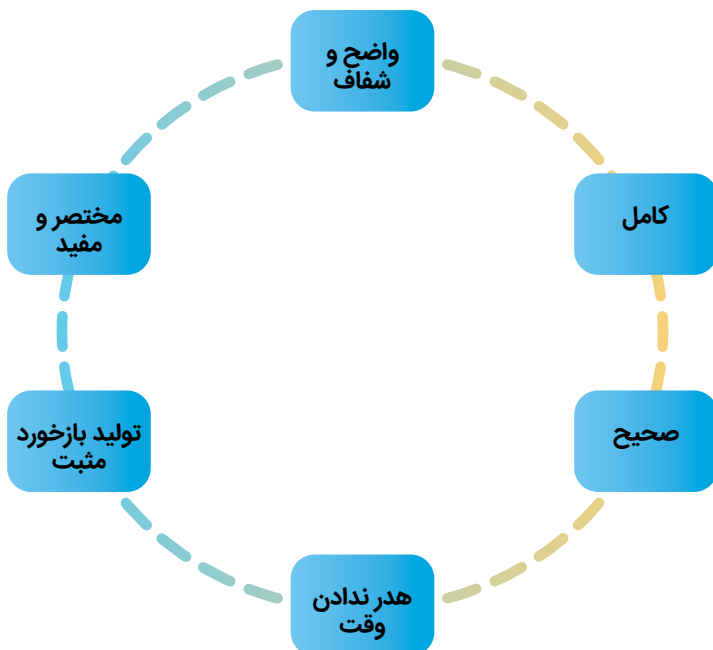 واضح و
شفاف
کامل
صحیح
هدر ندادن
وقت
تولید بازخورد
مثبت
مختصر و
مفید